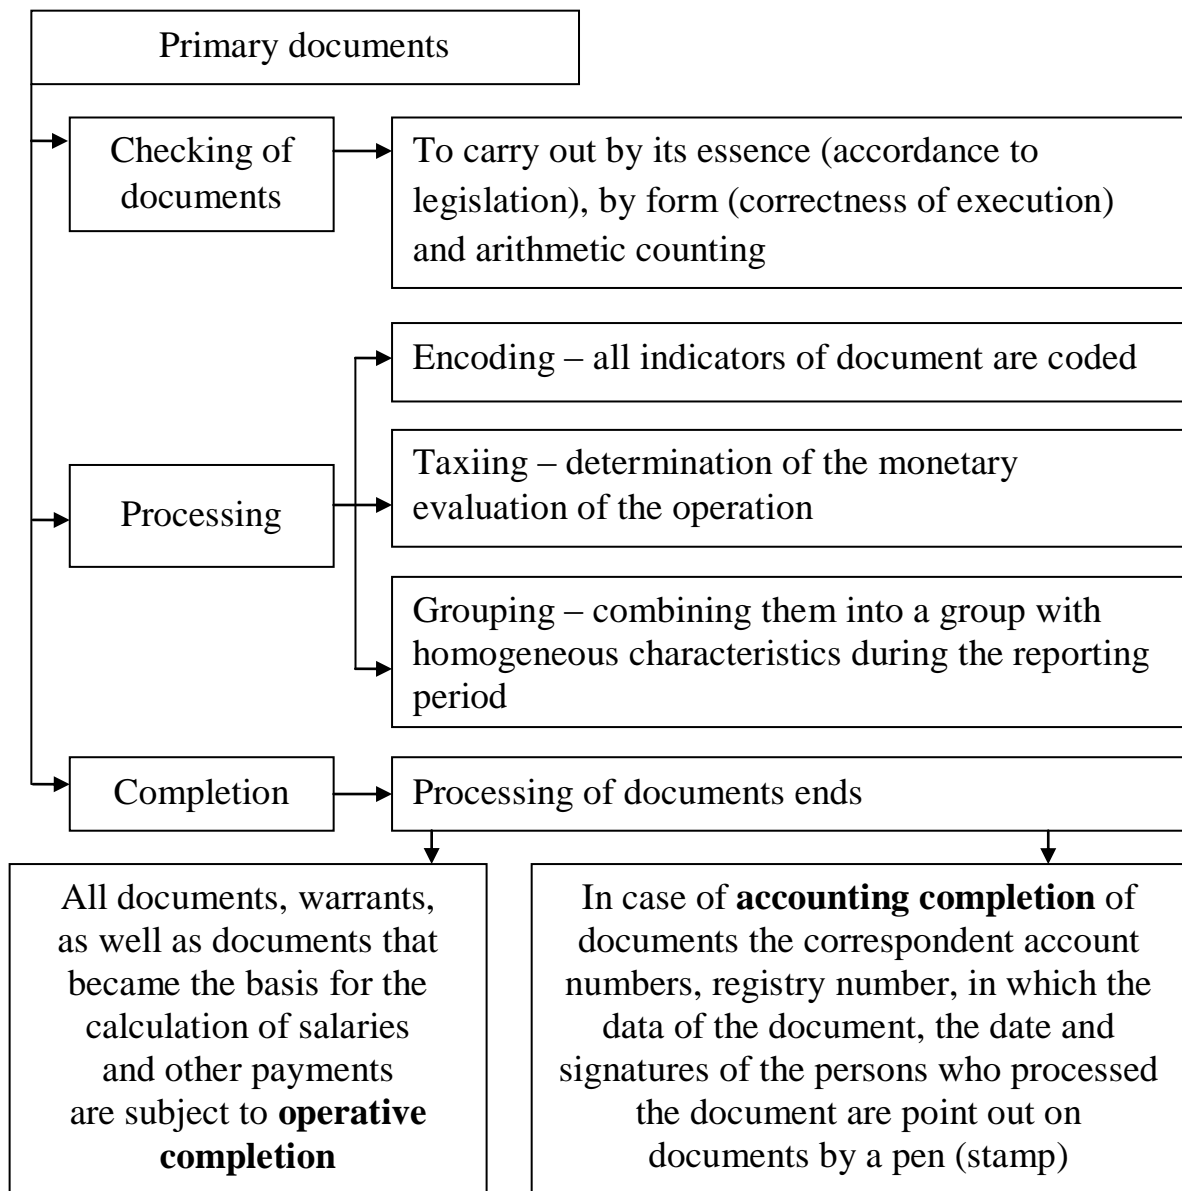 Primary documents
Checking of
documents
To carry out by its essence (accordance to
legislation), by form (correctness of execution)
and arithmetic counting
Processing
Encoding – all indicators of document are coded
Taxiing – determination of the monetary
evaluation of the operation
Grouping – combining them into a group with
homogeneous characteristics during the reporting
period
Completion
Processing of documents ends
All documents, warrants,
as well as documents that
became the basis for the
calculation of salaries
and other payments
are subject to operative
completion
In case of accounting completion of
documents the correspondent account
numbers, registry number, in which the
data of the document, the date and
signatures of the persons who processed
the document are point out on
documents by a pen (stamp)